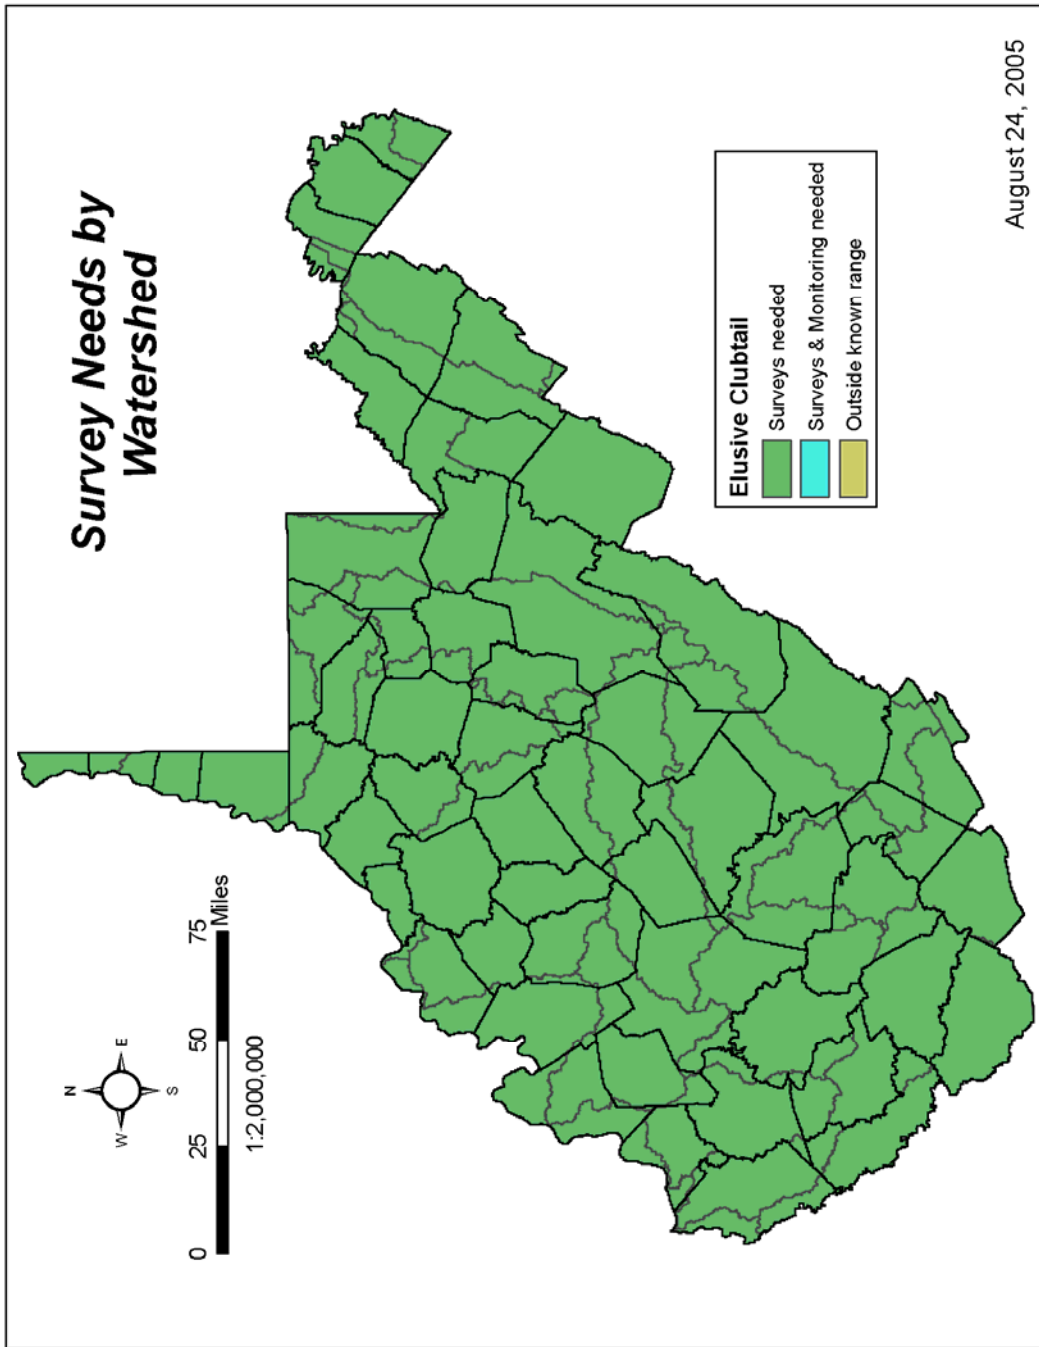 Survey Needs by
Watershed
N
W E
S
0 25 50 75
Miles
1:2,000,000
Elusive Clubtail
Surveys needed
Surveys & Monitoring needed
Outside known range
August 24, 2005